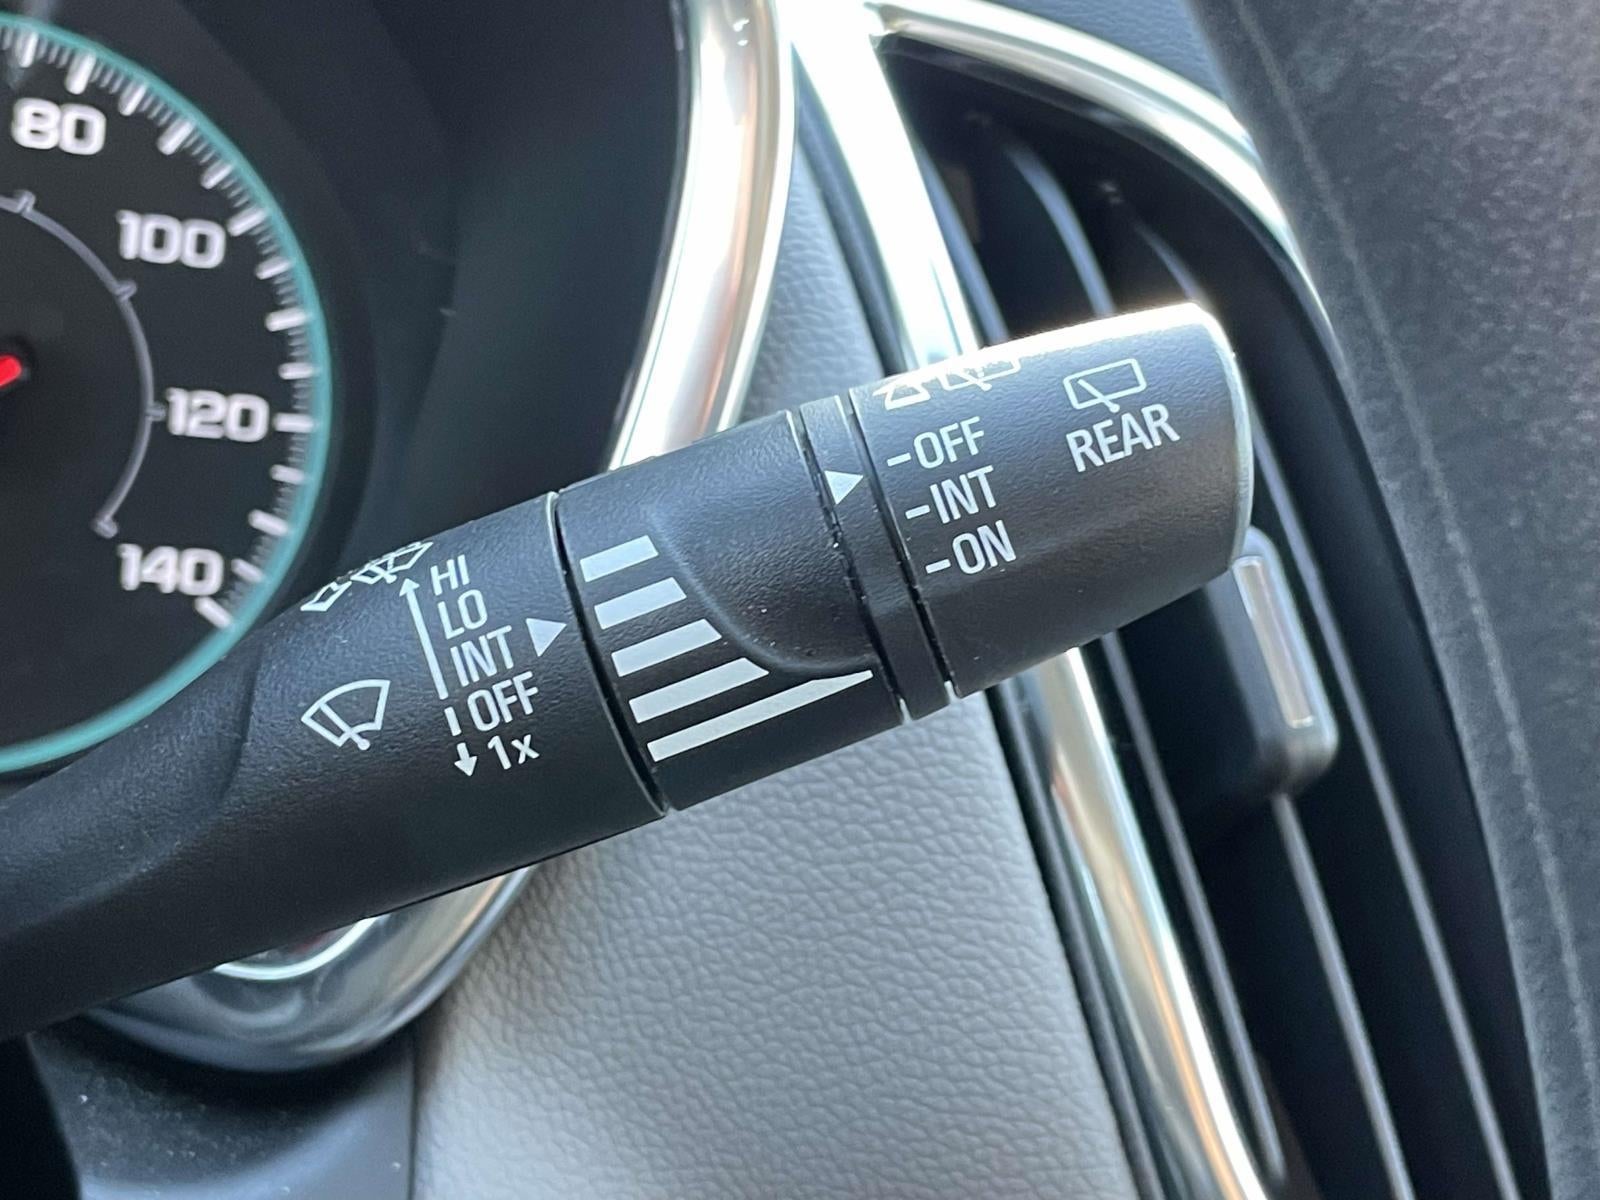 80
100
120
140
HI
LO
INT
OFF
1x
-OFF
-INT
-ON
REAR